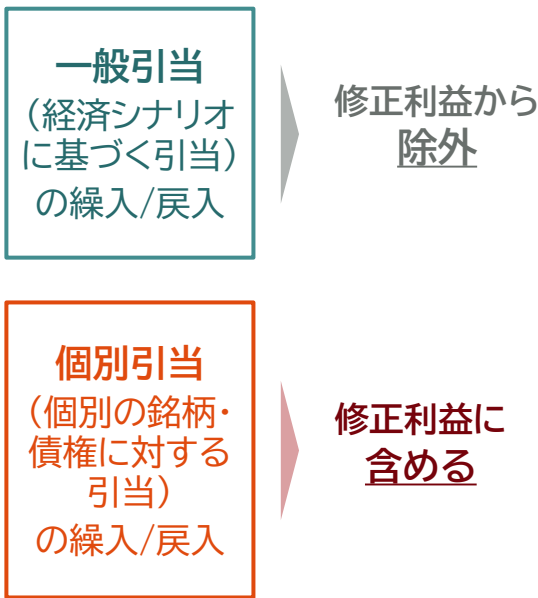 一般引当
（経済シナリオ
に基づく引当）
の繰入/戻入
修正利益から
除外
個別引当
（個別の銘柄・
債権に対する
引当）
の繰入/戻入
修正利益に
含める